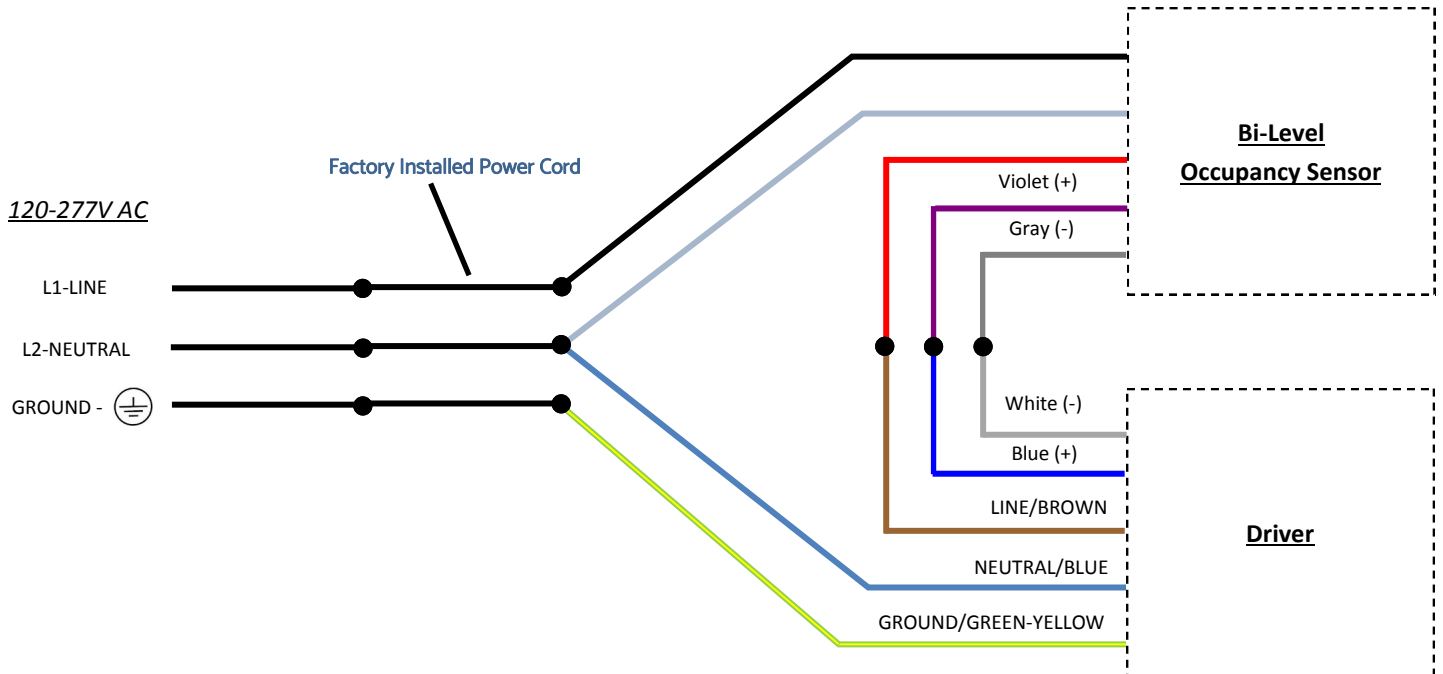 Factory Installed Power Cord
120-277V AC
L1-LINE
L2-NEUTRAL
GROUND -
Bi-Level
Occupancy Sensor
Violet (+)
Gray (-)
White (-)
Blue (+)
LINE/BROWN
NEUTRAL/BLUE
GROUND/GREEN-YELLOW
Driver